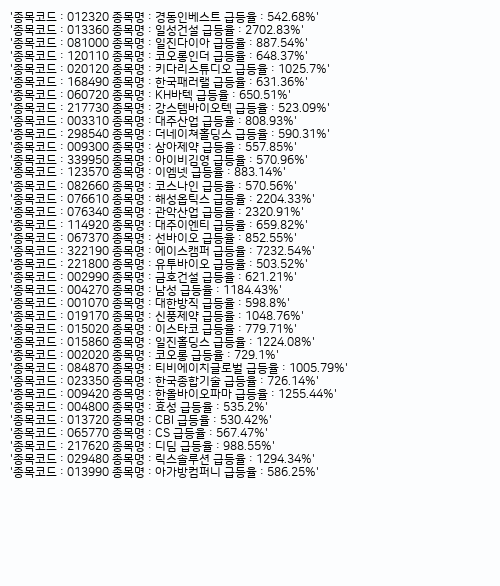 '종목코드 : 012320 종목명 : 경동인베스트 급등율 : 542.68%'
'종목코드 : 013360 종목명 : 일성건설 급등율 : 2702.83%'
'종목코드 : 081000 종목명 : 일진다이아 급등율 : 887.54%'
'종목코드 : 120110 종목명 : 코오롱인더 급등율 : 648.37%'
'종목코드 : 020120 종목명 : 키다리스튜디오 급등율 : 1025.7%'
'종목코드 : 168490 종목명 : 한국패러랠 급등율 : 631.36%'
'종목코드 : 060720 종목명 : KH바텍 급등율 : 650.51%'
'종목코드 : 217730 종목명 : 강스템바이오텍 급등율 : 523.09%'
'종목코드 : 003310 종목명 : 대주산업 급등율 : 808.93%'
'종목코드 : 298540 종목명 : 더네이쳐홀딩스 급등율 : 590.31%'
'종목코드 : 009300 종목명 : 삼아제약 급등율 : 557.85%'
'종목코드 : 339950 종목명 : 아이비김영 급등율 : 570.96%'
'종목코드 : 123570 종목명 : 이엠넷 급등율 : 883.14%'
'종목코드 : 082660 종목명 : 코스나인 급등율 : 570.56%'
'종목코드 : 076610 종목명 : 해성옵틱스 급등율 : 2204.33%'
'종목코드 : 076340 종목명 : 관악산업 급등율 : 2320.91%'
'종목코드 : 114920 종목명 : 대주이엔티 급등율 : 659.82%'
'종목코드 : 067370 종목명 : 선바이오 급등율 : 852.55%'
'종목코드 : 322190 종목명 : 에이스캠퍼 급등율 : 7232.54%'
'종목코드 : 221800 종목명 : 유투바이오 급등율 : 503.52%'
'종목코드 : 002990 종목명 : 금호건설 급등율 : 621.21%'
'종목코드 : 004270 종목명 : 남성 급등율 : 1184.43%'
'종목코드 : 001070 종목명 : 대한방직 급등율 : 598.8%'
'종목코드 : 019170 종목명 : 신풍제약 급등율 : 1048.76%'
'종목코드 : 015020 종목명 : 이스타코 급등율 : 779.71%'
'종목코드 : 015860 종목명 : 일진홀딩스 급등율 : 1224.08%'
'종목코드 : 002020 종목명 : 코오롱 급등율 : 729.1%'
'종목코드 : 084870 종목명 : 티비에이치글로벌 급등율 : 1005.79%'
'종목코드 : 023350 종목명 : 한국종합기술 급등율 : 726.14%'
'종목코드 : 009420 종목명 : 한올바이오파마 급등율 : 1255.44%'
'종목코드 : 004800 종목명 : 효성 급등율 : 535.2%'
'종목코드 : 013720 종목명 : CBI 급등율 : 530.42%'
'종목코드 : 065770 종목명 : CS 급등율 : 567.47%'
'종목코드 : 217620 종목명 : 디딤 급등율 : 988.55%'
'종목코드 : 029480 종목명 : 릭스솔루션 급등율 : 1294.34%'
'종목코드 : 013990 종목명 : 아가방컴퍼니 급등율 : 586.25%'